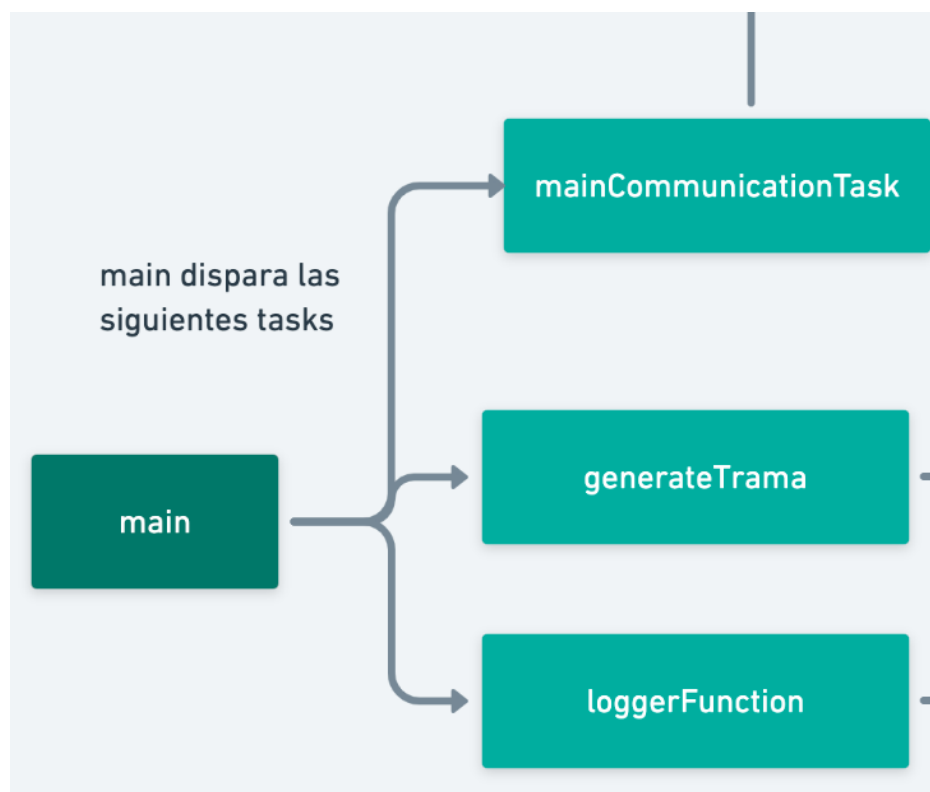 mainCommunicationTask
main dispara las
siguientes tasks
generateTrama
main
loggerFunction